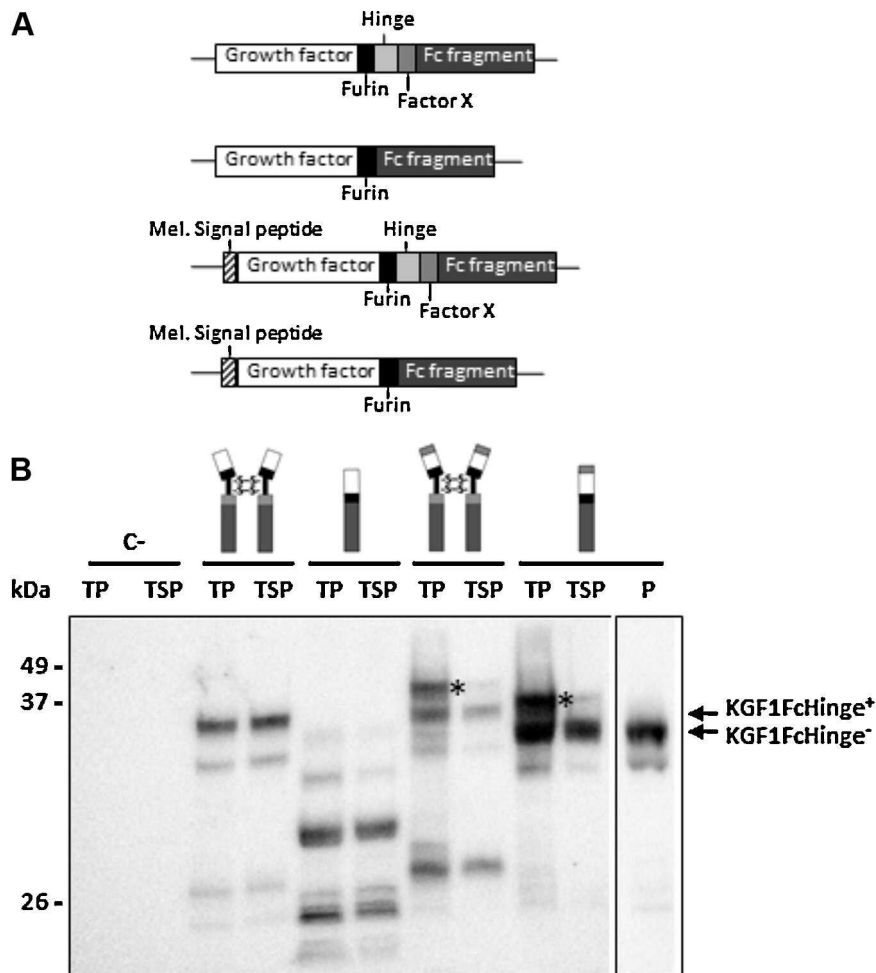 A
Hinge
Growth factor Fc fragment
Furin
Factor X
Growth factor Fc fragment
Furin
Mel. Signal peptide Hinge
Growth factor Fc fragment
Furin
Factor X
Mel. Signal peptide
Growth factor Fc fragment
Furin
B
C-
kDa TP TSP TP TSP TP TSP TP TSP TP TSP P
49 -
37 -
* *
KGF1FcHinge⁺
KGF1FcHinge⁻
26 -